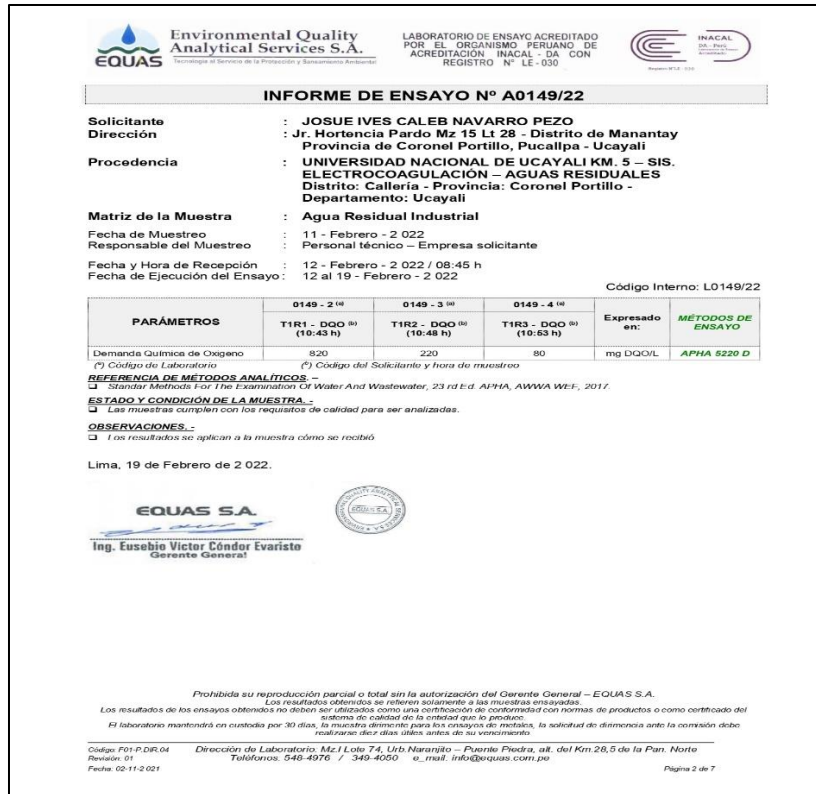 EQUAS
Environmental Quality
Analytical Services S.A.
Tecnología al Servicio de la Protección y Saneamiento Ambiental
LABORATORIO DE ENSAYO ACREDITADO
POR EL ORGANISMO PERUANO DE
ACREDITACIÓN INACAL - DA CON
REGISTRO N° LE - 030
INACAL
DA - Perú
INFORME DE ENSAYO Nº A0149/22
Solicitante : JOSUE IVES CALEB NAVARRO PEZO
Dirección : Jr. Hortencia Pardo Mz 15 Lt 28 - Distrito de Manantay
Provincia de Coronel Portillo, Pucallpa - Ucayali
Procedencia : UNIVERSIDAD NACIONAL DE UCAYALI KM. 5 – SIS.
ELECTROCOAGULACIÓN – AGUAS RESIDUALES
Distrito: Callería - Provincia: Coronel Portillo -
Departamento: Ucayali
Matriz de la Muestra : Agua Residual Industrial
Fecha de Muestreo : 11 - Febrero - 2 022
Responsable del Muestreo : Personal técnico – Empresa solicitante
Fecha y Hora de Recepción : 12 - Febrero - 2 022 / 08:45 h
Fecha de Ejecución del Ensayo : 12 al 19 - Febrero - 2 022
Código Interno: L0149/22
PARÁMETROS
0149 - 2 (a) 0149 - 3 (a) 0149 - 4 (a)
T1R1 - DQO (b) T1R2 - DQO (b) T1R3 - DQO (b)
(10:43 h) (10:48 h) (10:53 h)
Expresado
en:
MÉTODOS DE
ENSAYO
Demanda Química de Oxigeno 820 220 80 mg DQO/L APHA 5220 D
(a) Código de Laboratorio (b) Código del Solicitante y hora de muestreo
REFERENCIA DE MÉTODOS ANALÍTICOS. –
Standar Methods For The Examination Of Water And Wastewater, 23 rd Ed. APHA, AWWA WEF, 2017.
ESTADO Y CONDICIÓN DE LA MUESTRA. -
Las muestras cumplen con los requisitos de calidad para ser analizadas.
OBSERVACIONES. -
Los resultados se aplican a la muestra cómo se recibió
Lima, 19 de Febrero de 2 022.
EQUAS S.A.
Ing. Eusebio Victor Cóndor Evaristo
Gerente General
EQUAS S.A.
Prohibida su reproducción parcial o total sin la autorización del Gerente General – EQUAS S.A.
Los resultados obtenidos se refieren solamente a las muestras ensayadas.
Los resultados de los ensayos obtenidos no deben ser utilizados como una certificación de conformidad con normas de productos o como certificado del
sistema de calidad de la entidad que lo produce.
El laboratorio mantendrá en custodia por 30 días, la muestra dirimente para los ensayos de metales, la solicitud de dirimencia ante la comisión debe
realizarse diez días útiles antes de su vencimiento
Código: F01-P.DIR.04
Revisión: 01
Fecha: 02-11-2 021
Dirección de Laboratorio: Mz.I Lote 74, Urb.Naranjito – Puente Piedra, alt. del Km.28,5 de la Pan. Norte
Teléfonos: 548-4976 / 349-4050 e_mail: info@equas.com.pe
Página 2 de 7